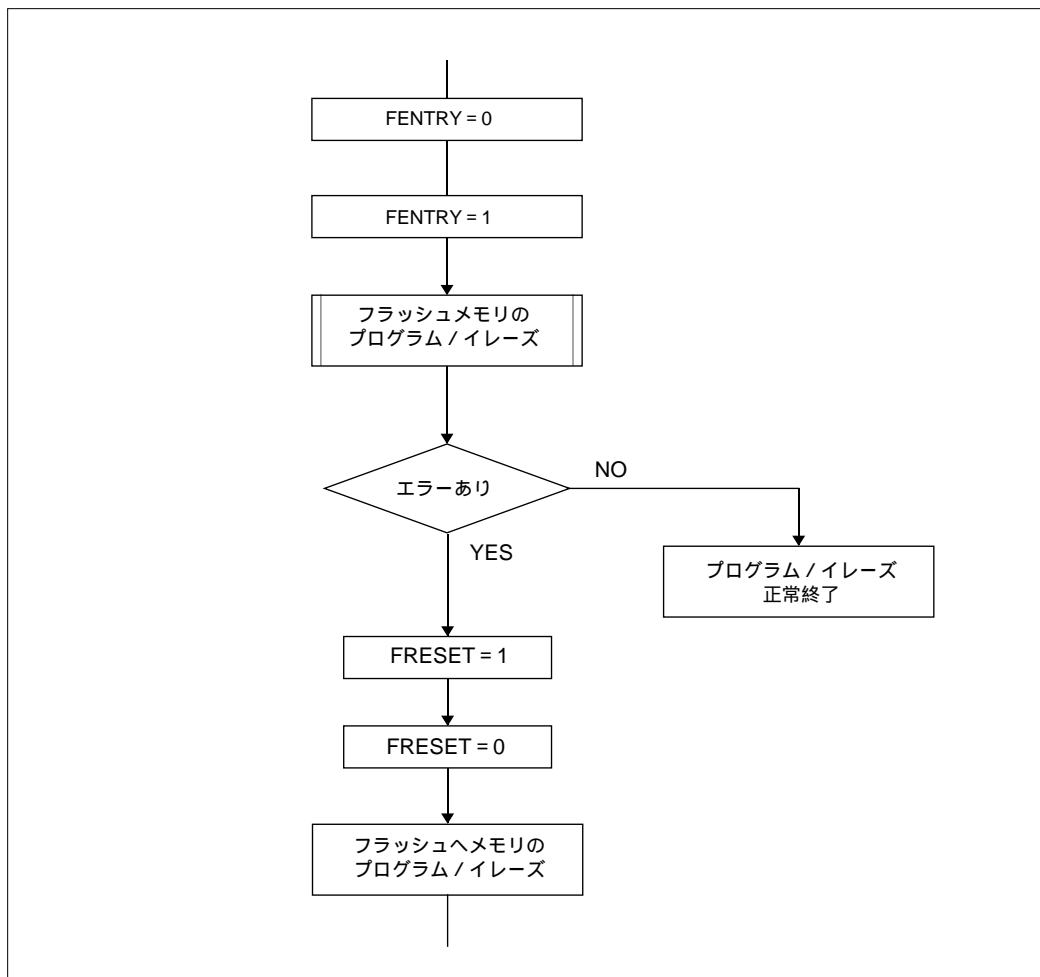 FENTRY = 0
FENTRY = 1
フラッシュメモリの
プログラム / イレーズ
エラーあり
NO
YES
プログラム / イレーズ
正常終了
FRESET = 1
FRESET = 0
フラッシュへメモリの
プログラム / イレーズ